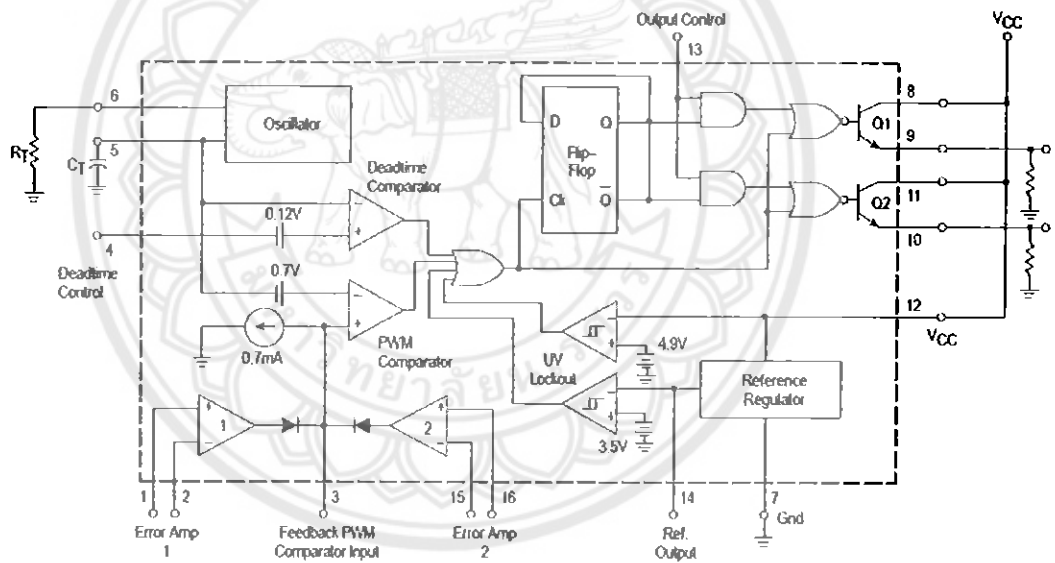 Output Control
13
VCC
6
RT
5
CT
Oscillator
Deadtime
Comparator
0.12V
4
Deadtime
Control
0.7V
0.7mA
PWM
Comparator
D
Q
Flip-
Flop
Ck
Q
8
Q1
9
11
Q2
10
12
VCC
4.9V
UV
Lockout
3.5V
Reference
Regulator
1
2
1
2
3
15
16
14
7
Gnd
Error Amp
1
Feedback PWM
Comparator Input
Error Amp
2
Ref.
Output